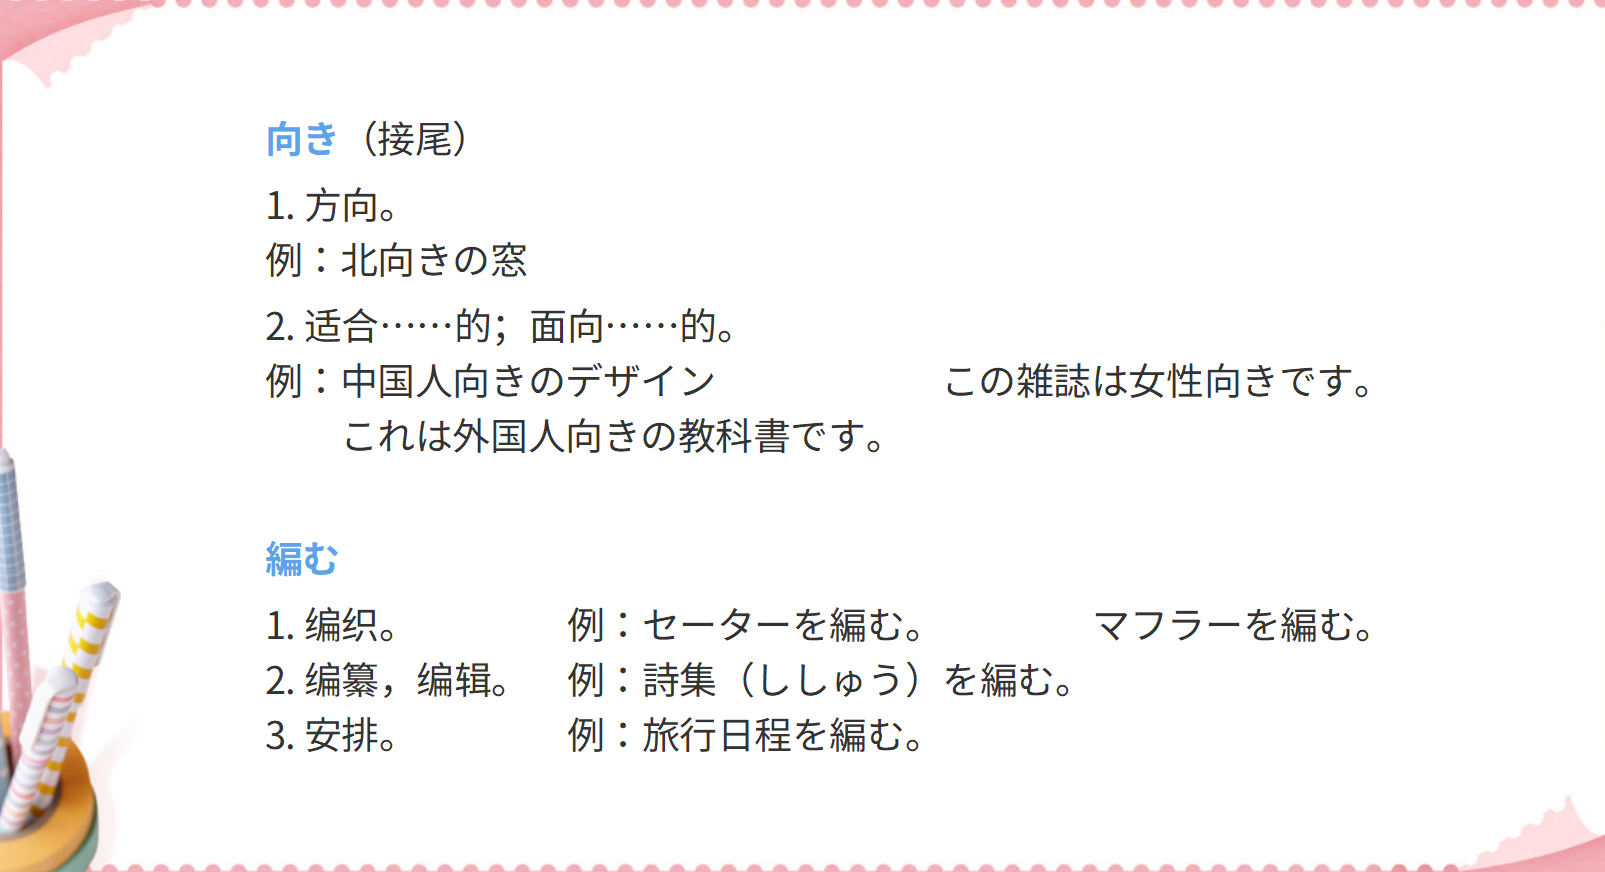 向き（接尾）
1. 方向。
例：北向きの窓
2. 适合……的；面向……的。
例：中国人向きのデザイン　　この雑誌は女性向きです。
これは外国人向きの教科書です。
編む
1. 编织。　　例：セーターを編む。　　マフラーを編む。
2. 编纂，编辑。　　例：詩集（ししゅう）を編む。
3. 安排。　　例：旅行日程を編む。